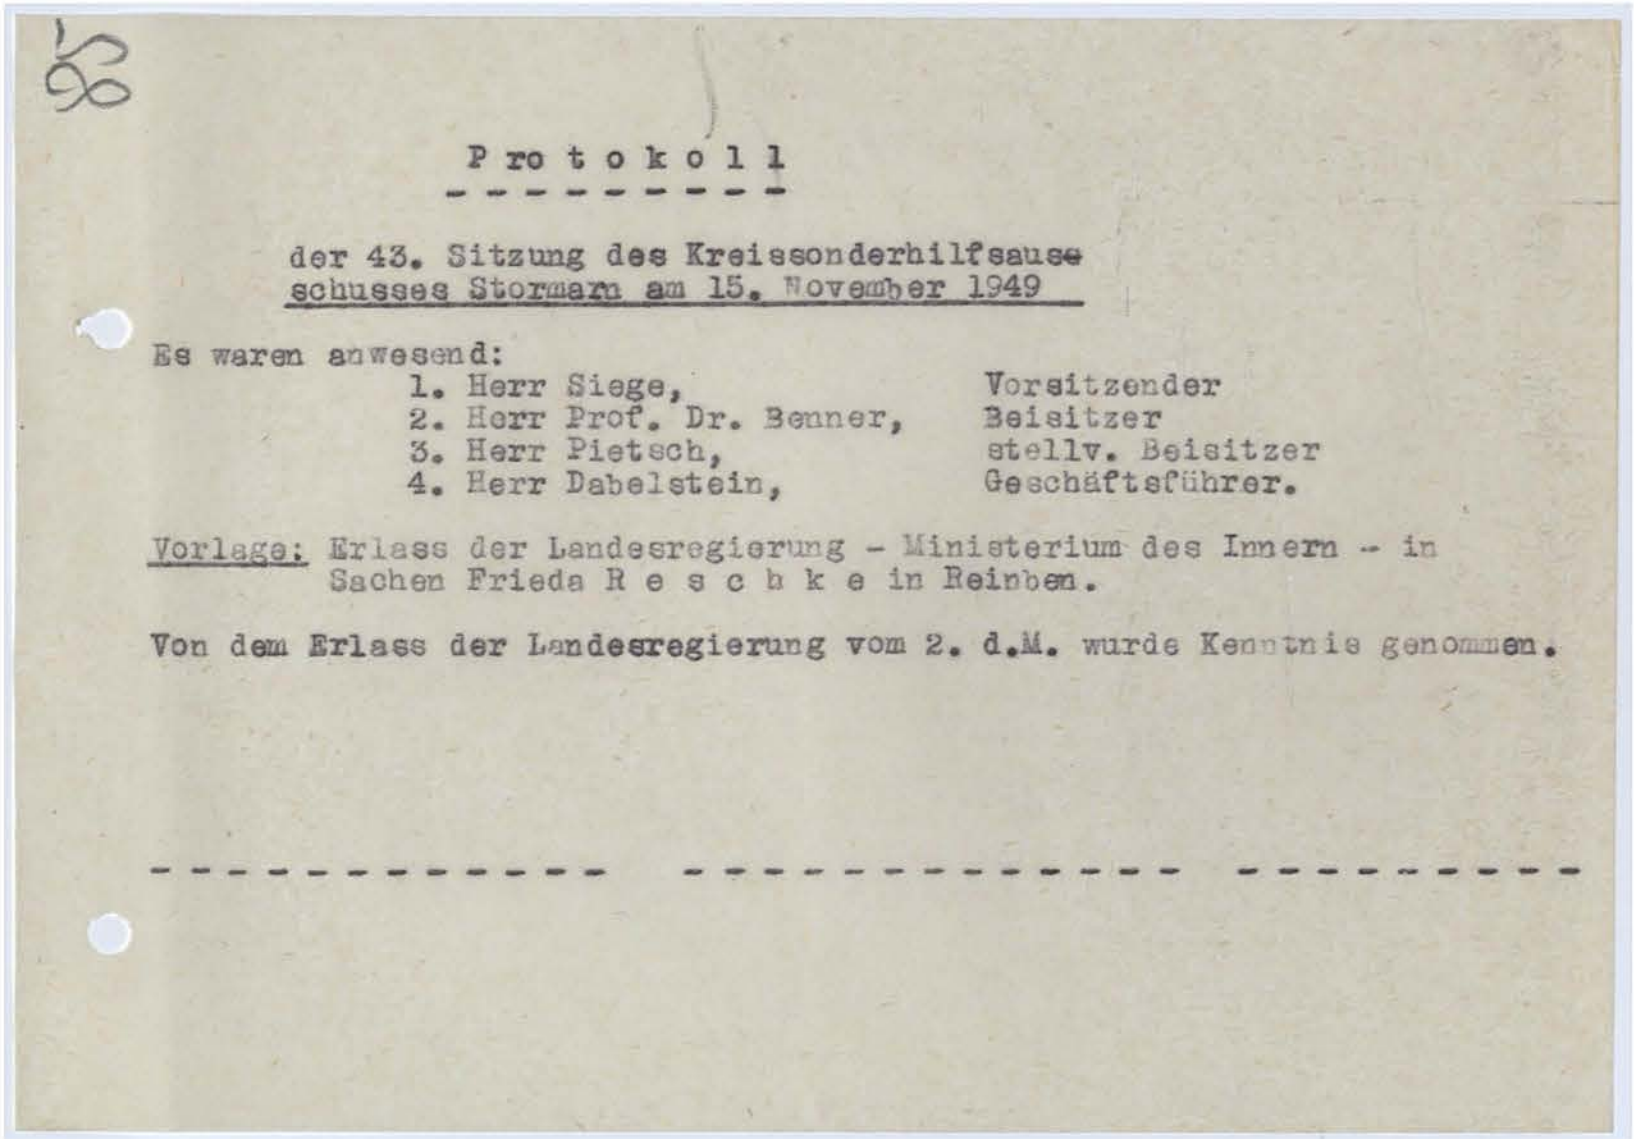 58
P r o t o k o l l
- - - - - - - - -
der 43. Sitzung des Kreissonderhilfsaus=
schusses Stormarn am 15. November 1949
Es waren anwesend:
1. Herr Siege, Vorsitzender
2. Herr Prof. Dr. Benner, Beisitzer
3. Herr Pietsch, stellv. Beisitzer
4. Herr Dabelstein, Geschäftsführer.
Vorlage: Erlass der Landesregierung - Ministerium des Innern - in
Sachen Frieda R e s c h k e in Reinben.
Von dem Erlass der Landesregierung vom 2. d.M. wurde Kenntnis genommen.
- - - - - - - - - - - - - - - - - - - - - - - - - - - - - - - - - -